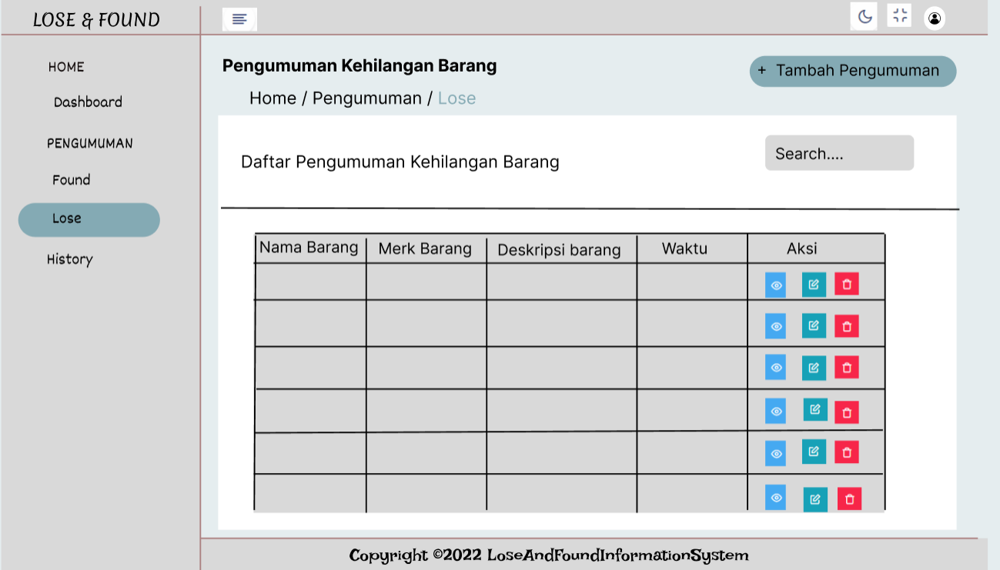 LOSE & FOUND
HOME
Dashboard
PENGUMUMAN
Found
Lose
History
Pengumuman Kehilangan Barang
+ Tambah Pengumuman
Home / Pengumuman / Lose
Daftar Pengumuman Kehilangan Barang
Search....
Nama Barang Merk Barang Deskripsi barang Waktu Aksi
Copyright ©2022 LoseAndFoundInformationSystem